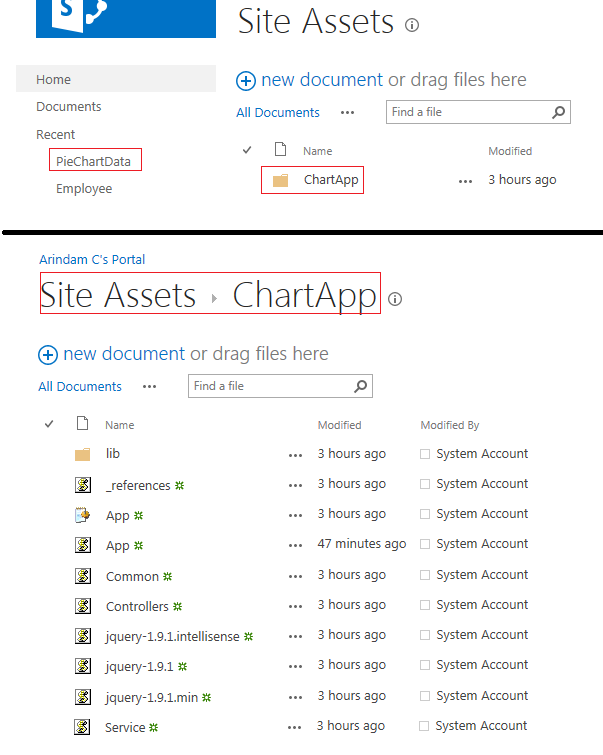 S
Site Assets
Home
Documents
Recent
PieChartData
Employee
new document or drag files here
All Documents ... Find a file
Name Modified
ChartApp ... 3 hours ago
Arindam C's Portal
Site Assets ▸ ChartApp
new document or drag files here
All Documents ... Find a file
Name Modified Modified By
lib ... 3 hours ago System Account
_references ... 3 hours ago System Account
App ... 3 hours ago System Account
App ... 47 minutes ago System Account
Common ... 3 hours ago System Account
Controllers ... 3 hours ago System Account
jquery-1.9.1.intellisense ... 3 hours ago System Account
jquery-1.9.1 ... 3 hours ago System Account
jquery-1.9.1.min ... 3 hours ago System Account
Service ... 3 hours ago System Account